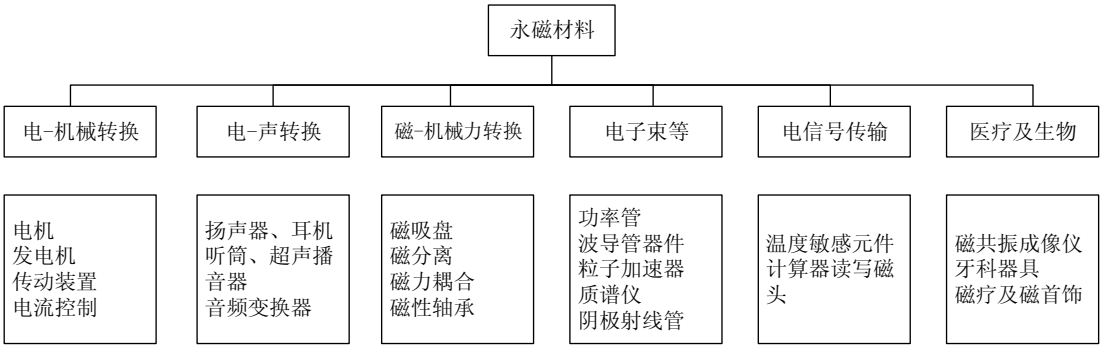 永磁材料
电-机械转换
电-声转换
磁-机械力转换
电子束等
电信号传输
医疗及生物
电机
发电机
传动装置
电流控制
扬声器、耳机
听筒、超声播
音器
音频变换器
磁吸盘
磁分离
磁力耦合
磁性轴承
功率管
波导管器件
粒子加速器
质谱仪
阴极射线管
温度敏感元件
计算器读写磁
头
磁共振成像仪
牙科器具
磁疗及磁首饰